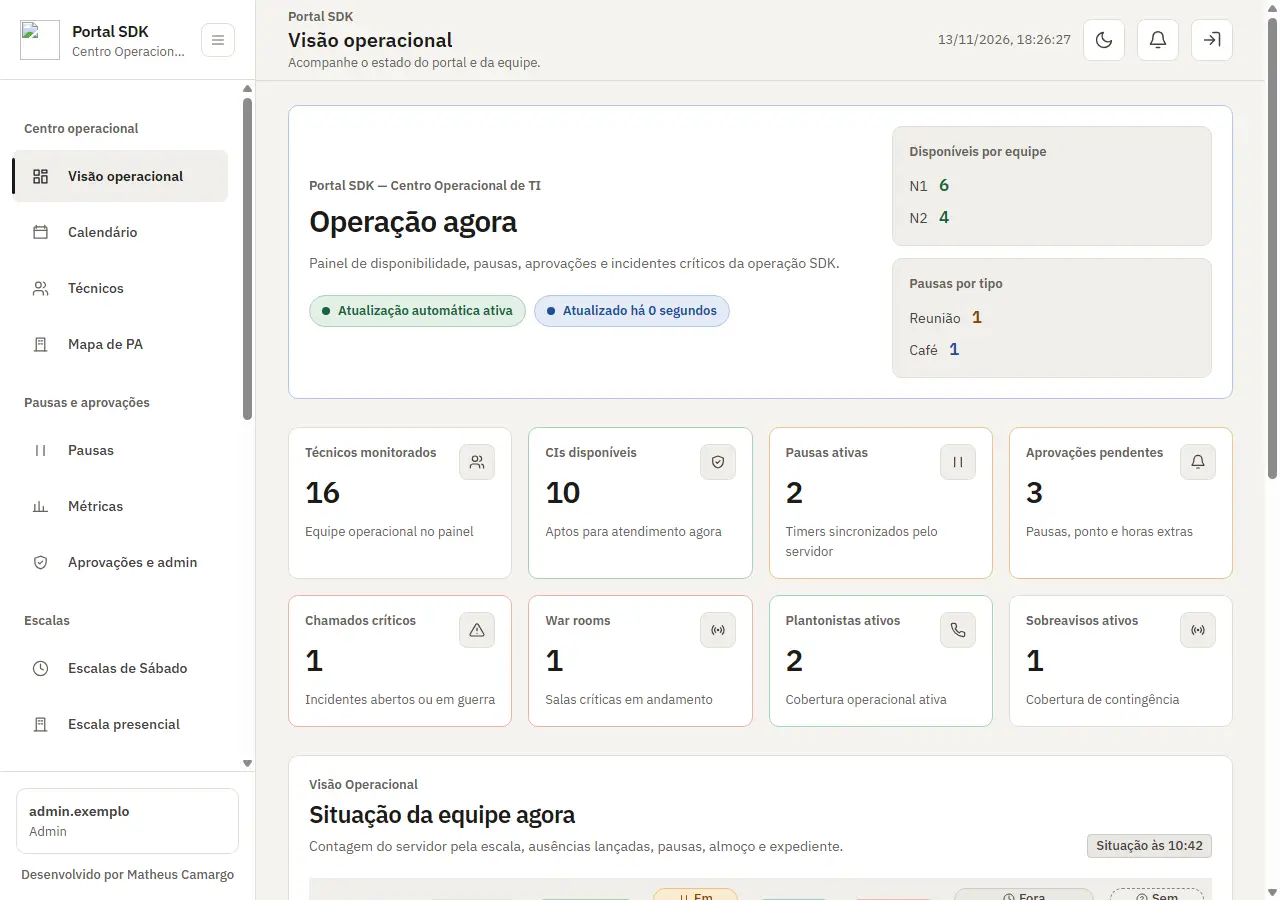 Portal SDK
Centro Operacion...
Centro operacional
Visão operacional
Calendário
Técnicos
Mapa de PA
Pausas e aprovações
Pausas
Métricas
Aprovações e admin
Escalas
Escalas de Sábado
Escala presencial
admin.exemplo
Admin
Desenvolvido por Matheus Camargo
Portal SDK
Visão operacional
Acompanhe o estado do portal e da equipe.
13/11/2026, 18:26:27
Portal SDK — Centro Operacional de TI
Operação agora
Painel de disponibilidade, pausas, aprovações e incidentes críticos da operação SDK.
Atualização automática ativa
Atualizado há 0 segundos
Disponíveis por equipe
N1 6
N2 4
Pausas por tipo
Reunião 1
Café 1
Técnicos monitorados
16
Equipe operacional no painel
CIs disponíveis
10
Aptos para atendimento agora
Pausas ativas
2
Timers sincronizados pelo
servidor
Aprovações pendentes
3
Pausas, ponto e horas extras
Chamados críticos
1
Incidentes abertos ou em guerra
War rooms
1
Salas críticas em andamento
Plantonistas ativos
2
Cobertura operacional ativa
Sobreavisos ativos
1
Cobertura de contingência
Visão Operacional
Situação da equipe agora
Contagem do servidor pela escala, ausências lançadas, pausas, almoço e expediente.
Situação às 10:42
Em
Fora
Sem